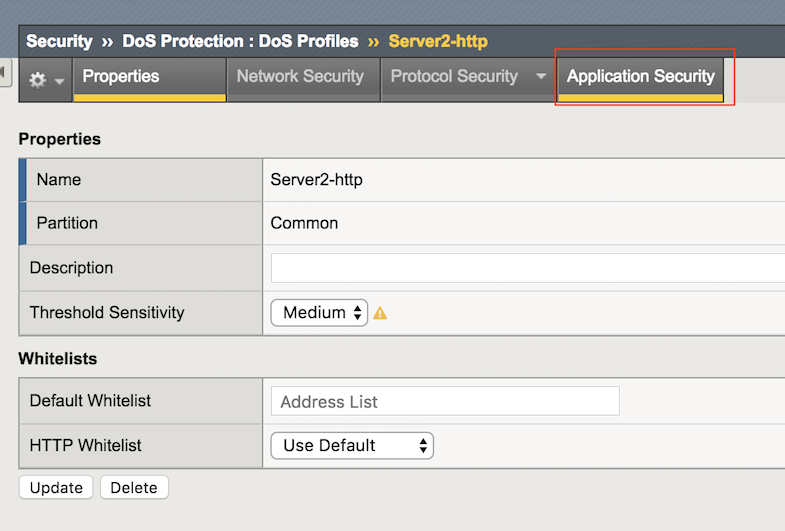 Security ›› DoS Protection : DoS Profiles ›› Server2-http
Properties Network Security Protocol Security Application Security
Properties
Name Server2-http
Partition Common
Description
Threshold Sensitivity Medium
Whitelists
Default Whitelist Address List
HTTP Whitelist Use Default
Update Delete